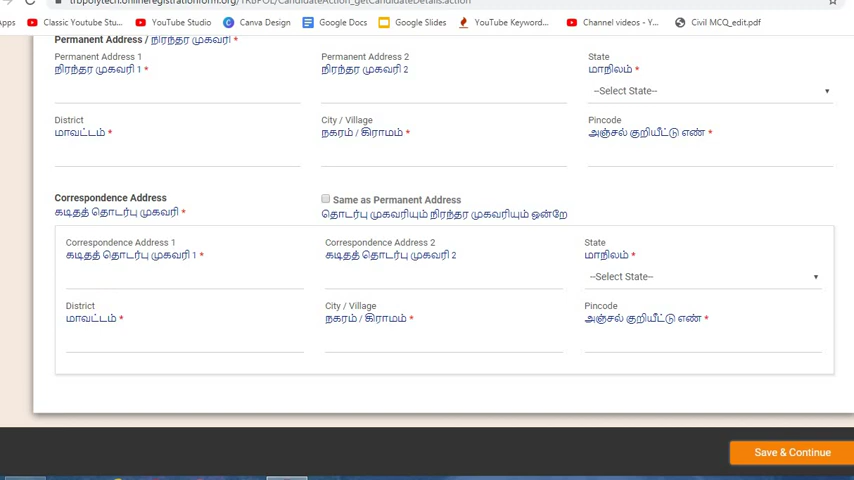 trbpolytech.onlineregistrationform.org/TRBPOL/CandidateAction_getCandidateDetails.action
Apps Classic Youtube Stu... YouTube Studio Canva Design Google Docs Google Slides YouTube Keyword... Channel videos - Y... Civil MCQ_edit.pdf
Permanent Address / நிரந்தர முகவரி *
Permanent Address 1 Permanent Address 2 State
நிரந்தர முகவரி 1 * நிரந்தர முகவரி 2 மாநிலம் *
--Select State--
District City / Village Pincode
மாவட்டம் * நகரம் / கிராமம் * அஞ்சல் குறியீட்டு எண் *
Correspondence Address Same as Permanent Address
கடிதத் தொடர்பு முகவரி * தொடர்பு முகவரியும் நிரந்தர முகவரியும் ஒன்றே
Correspondence Address 1 Correspondence Address 2 State
கடிதத் தொடர்பு முகவரி 1 * கடிதத் தொடர்பு முகவரி 2 மாநிலம் *
--Select State--
District City / Village Pincode
மாவட்டம் * நகரம் / கிராமம் * அஞ்சல் குறியீட்டு எண் *
Save & Continue